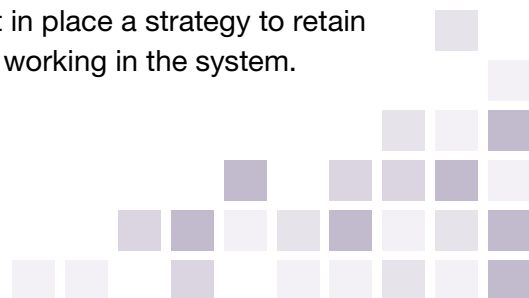 in place a strategy to retain
working in the system.